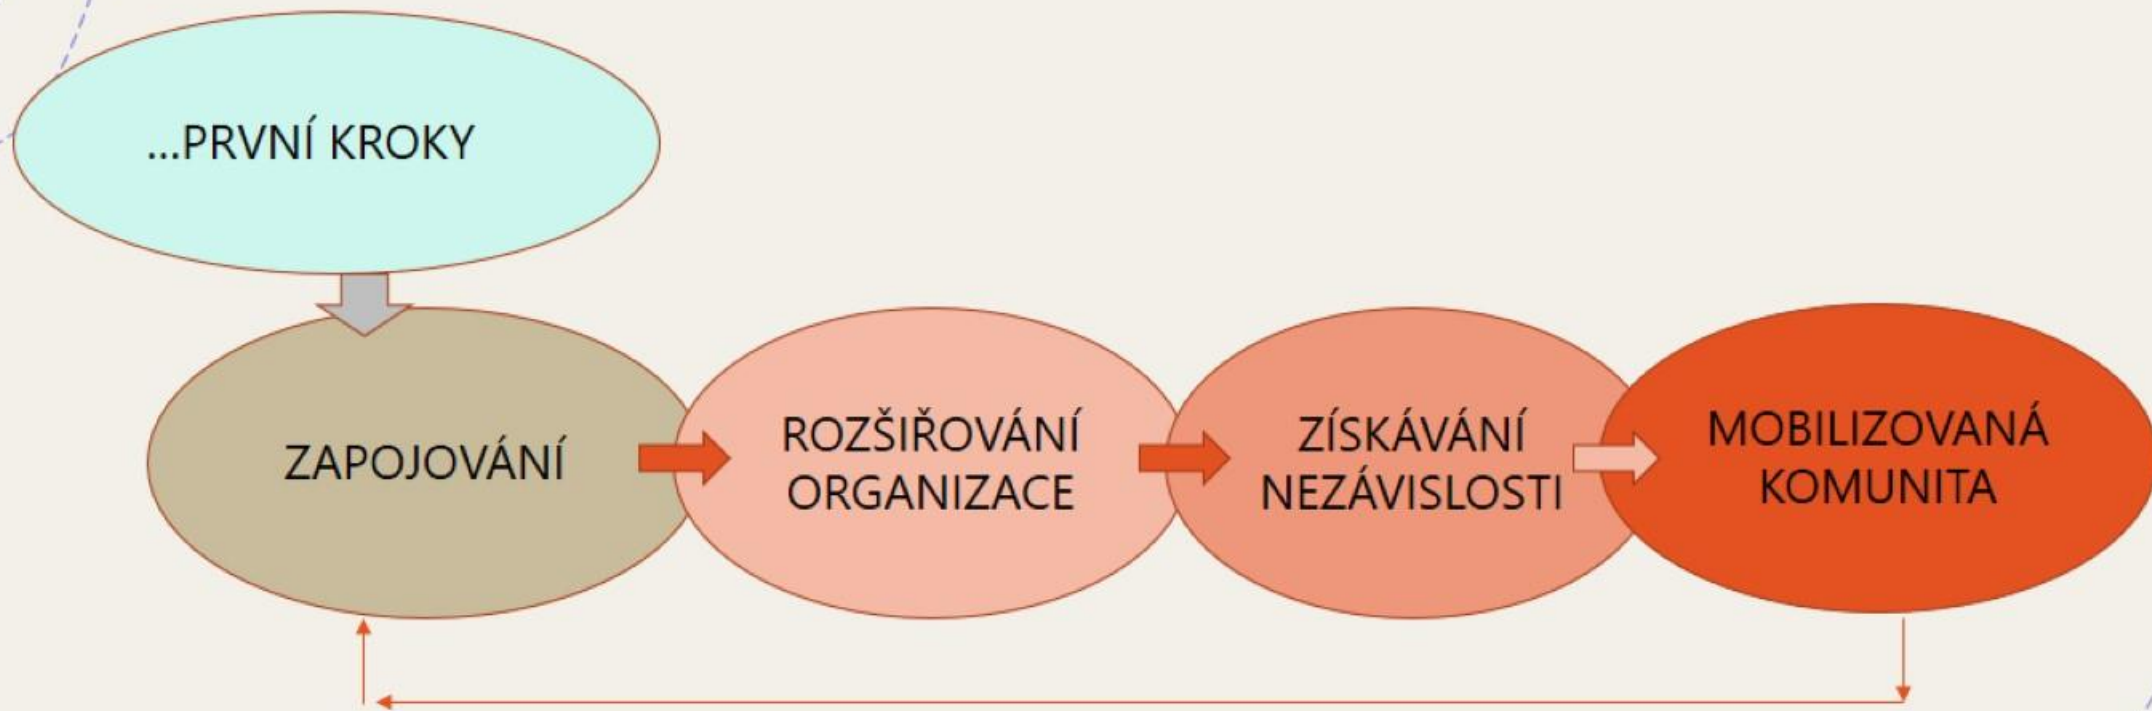 ...PRVNÍ KROKY
ZAPOJOVÁNÍ
ROZŠIŘOVÁNÍ
ORGANIZACE
ZÍSKÁVÁNÍ
NEZÁVISLOSTI
MOBILIZOVANÁ
KOMUNITA